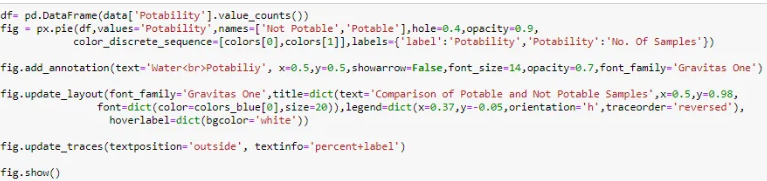 df= pd.DataFrame(data['Potability'].value_counts())
fig = px.pie(df,values='Potability',names=['Not Potable','Potable'],hole=0.4,opacity=0.9,
color_discrete_sequence=[colors[0],colors[1]],labels={'label':'Potability','Potability':'No. Of Samples'})
fig.add_annotation(text='Water<br>Potabiliy', x=0.5,y=0.5,showarrow=False,font_size=14,opacity=0.7,font_family='Gravitas One')
fig.update_layout(font_family='Gravitas One',title=dict(text='Comparison of Potable and Not Potable Samples',x=0.5,y=0.98,
font=dict(color=colors_blue[0],size=20)),legend=dict(x=0.37,y=-0.05,orientation='h',traceorder='reversed'),
hoverlabel=dict(bgcolor='white'))
fig.update_traces(textposition='outside', textinfo='percent+label')
fig.show()